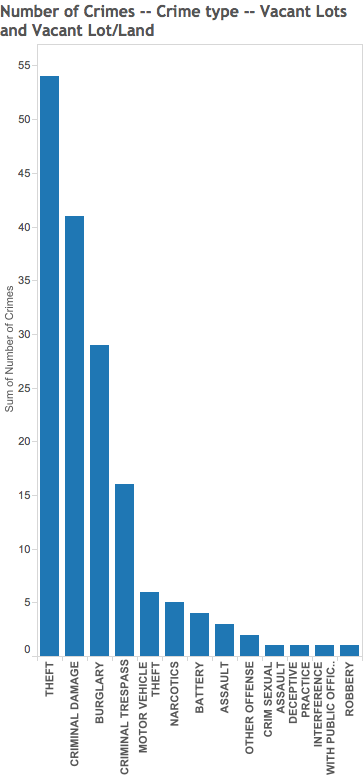 Number of Crimes -- Crime type -- Vacant Lots
and Vacant Lot/Land
55
50
45
40
35
30
25
20
15
10
5
0
Sum of Number of Crimes
THEFT
CRIMINAL DAMAGE
BURGLARY
CRIMINAL TRESPASS
MOTOR VEHICLE
THEFT
NARCOTICS
BATTERY
ASSAULT
OTHER OFFENSE
CRIM SEXUAL
ASSAULT
DECEPTIVE
PRACTICE
INTERFERENCE
WITH PUBLIC OFFIC..
ROBBERY